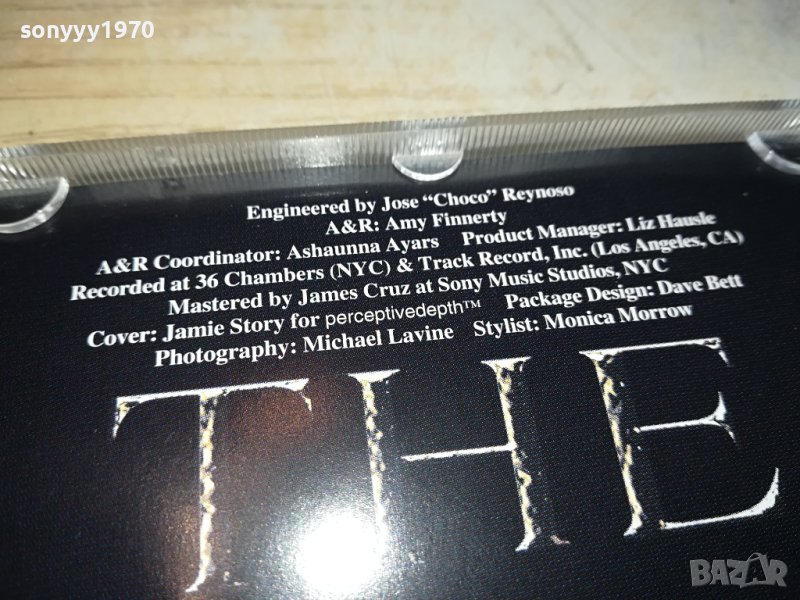 sonyyy1970
Engineered by Jose “Choco” Reynoso
A&R: Amy Finnerty
A&R Coordinator: Ashaunna Ayars Product Manager: Liz Hausle
Recorded at 36 Chambers (NYC) & Track Record, Inc. (Los Angeles, CA)
Mastered by James Cruz at Sony Music Studios, NYC
Cover: Jamie Story for perceptivedepth™ Package Design: Dave Bett
Photography: Michael Lavine Stylist: Monica Morrow
THE
BAZAR